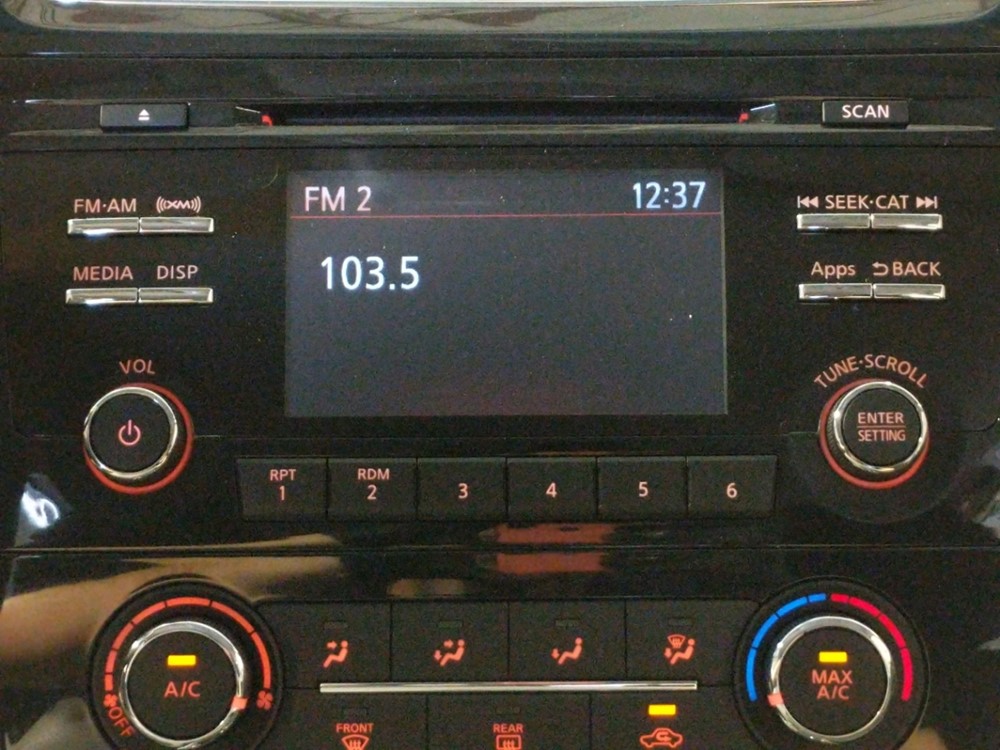 SCAN
FM·AM XM
SEEK·CAT
FM 2 12:37
MEDIA DISP
103.5
Apps BACK
VOL
TUNE·SCROLL
ENTER
SETTING
RPT
1
RDM
2
3
4
5
6
A/C
OFF
MAX
A/C
FRONT
REAR